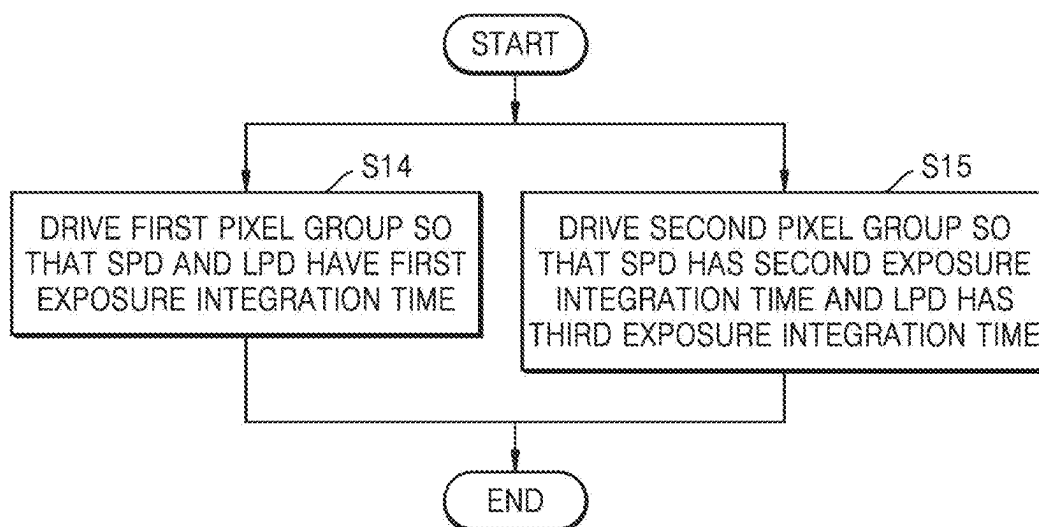 START
S14
DRIVE FIRST PIXEL GROUP SO
THAT SPD AND LPD HAVE FIRST
EXPOSURE INTEGRATION TIME
S15
DRIVE SECOND PIXEL GROUP SO
THAT SPD HAS SECOND EXPOSURE
INTEGRATION TIME AND LPD HAS
THIRD EXPOSURE INTEGRATION TIME
END